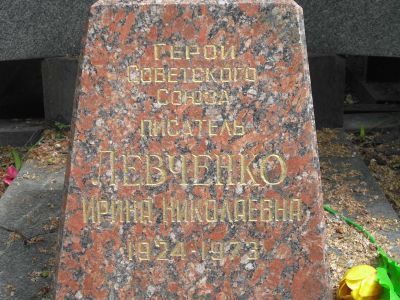 ГЕРОЙ
СОВЕТСКОГО
СОЮЗА
ПИСАТЕЛЬ
ЛЕВЧЕНКО
ИРИНА НИКОЛАЕВНА
1924-1973